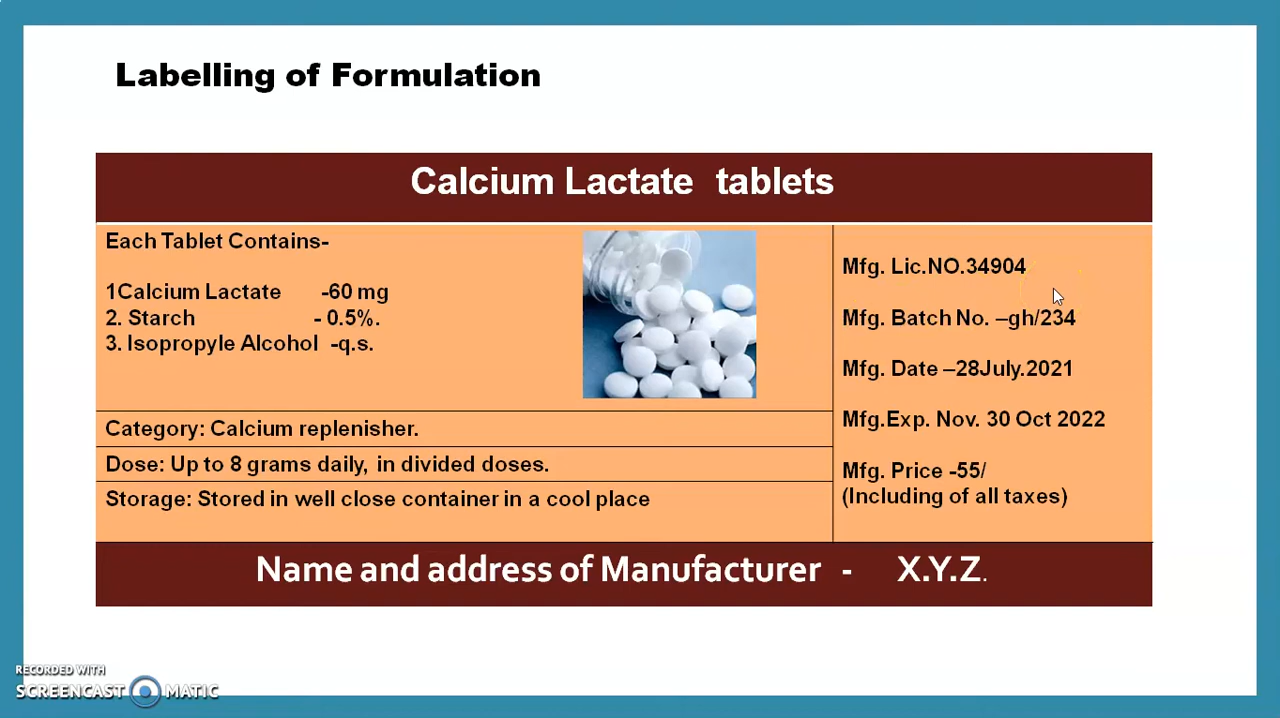 Labelling of Formulation
Calcium Lactate tablets
Each Tablet Contains-
1Calcium Lactate -60 mg
2. Starch - 0.5%.
3. Isopropyle Alcohol -q.s.
Category: Calcium replenisher.
Dose: Up to 8 grams daily, in divided doses.
Storage: Stored in well close container in a cool place
Mfg. Lic.NO.34904
Mfg. Batch No. –gh/234
Mfg. Date –28July.2021
Mfg.Exp. Nov. 30 Oct 2022
Mfg. Price -55/
(Including of all taxes)
Name and address of Manufacturer - X.Y.Z.
RECORDED WITH
SCREENCAST MATIC